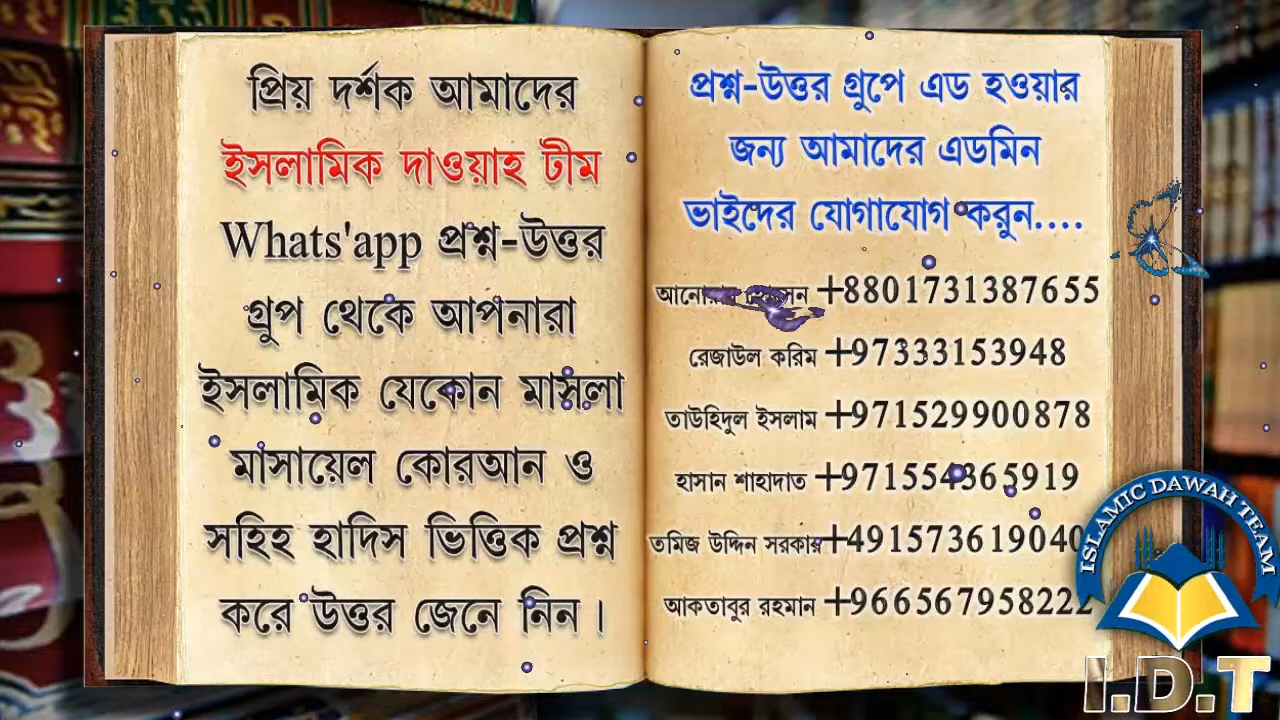 প্রিয় দর্শক আমাদের
ইসলামিক দাওয়াহ টীম
Whats'app প্রশ্ন-উত্তর
গ্রুপ থেকে আপনারা
ইসলামিক যেকোন মাসলা
মাসায়েল কোরআন ও
সহিহ হাদিস ভিত্তিক প্রশ্ন
করে উত্তর জেনে নিন।
প্রশ্ন-উত্তর গ্রুপে এড হওয়ার
জন্য আমাদের এডমিন
ভাইদের যোগাযোগ করুন....
+8801731387655
রেজাউল করিম +97333153948
তাউহিদুল ইসলাম +971529900878
হাসান শাহাদাত +971554365919
তমিজ উদ্দিন সরকার
আকতাবুর রহমান +966567958222
ISLAMIC DAWAH TEAM
I.D.T